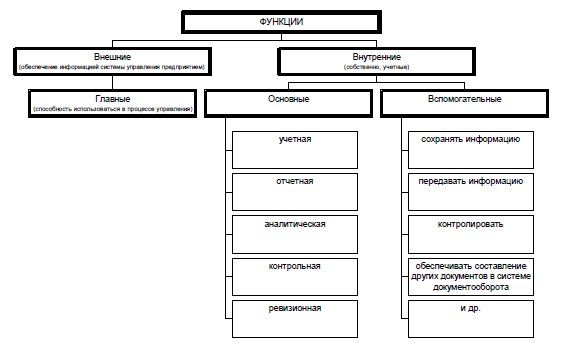 ФУНКЦИИ
Внешние
(обеспечение информацией системы управления предприятием)
Внутренние
(собственно, учетные)
Главные
(способность использоваться в процессе управления)
Основные
Вспомогательные
учетная
отчетная
аналитическая
контрольная
ревизионная
сохранять информацию
передавать информацию
контролировать
обеспечивать составление
других документов в системе
документооборота
и др.